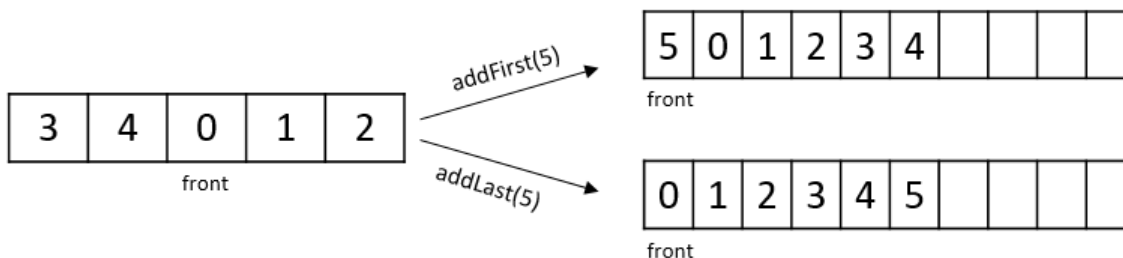 3 4 0 1 2
front
addFirst(5)
5 0 1 2 3 4
front
addLast(5)
0 1 2 3 4 5
front